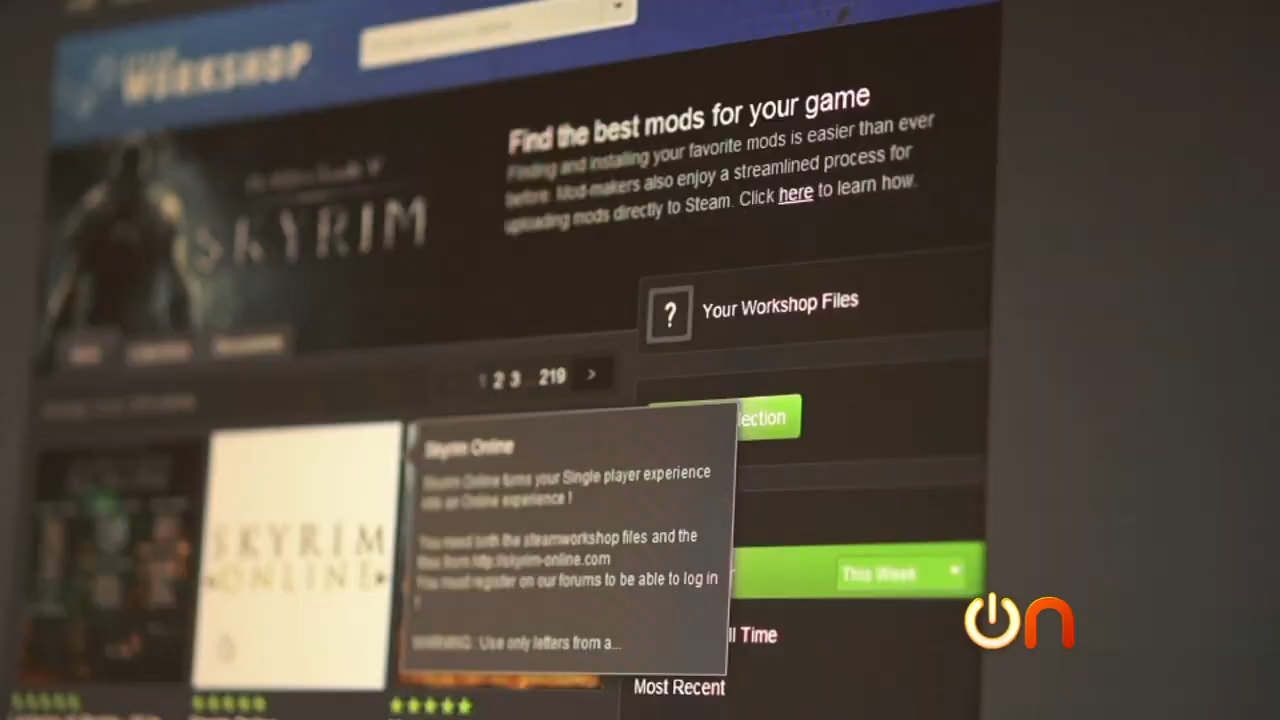 WORKSHOP
Find the best mods for your game
Finding and installing your favorite mods is easier than ever
before. Mod-makers also enjoy a streamlined process for
uploading mods directly to Steam. Click here to learn how.
SKYRIM
? Your Workshop Files
1 2 3 ... 219 >
lection
Skyrim Online
Skyrim Online turns your Single player experience
into an Online experience !
You need both the steamworkshop files and the
files from http://skyrim-online.com
You must register on our forums to be able to log in
!
WARNING: Use only letters from a...
SKYRIM
ONLINE
This Week
ll Time
Most Recent
on